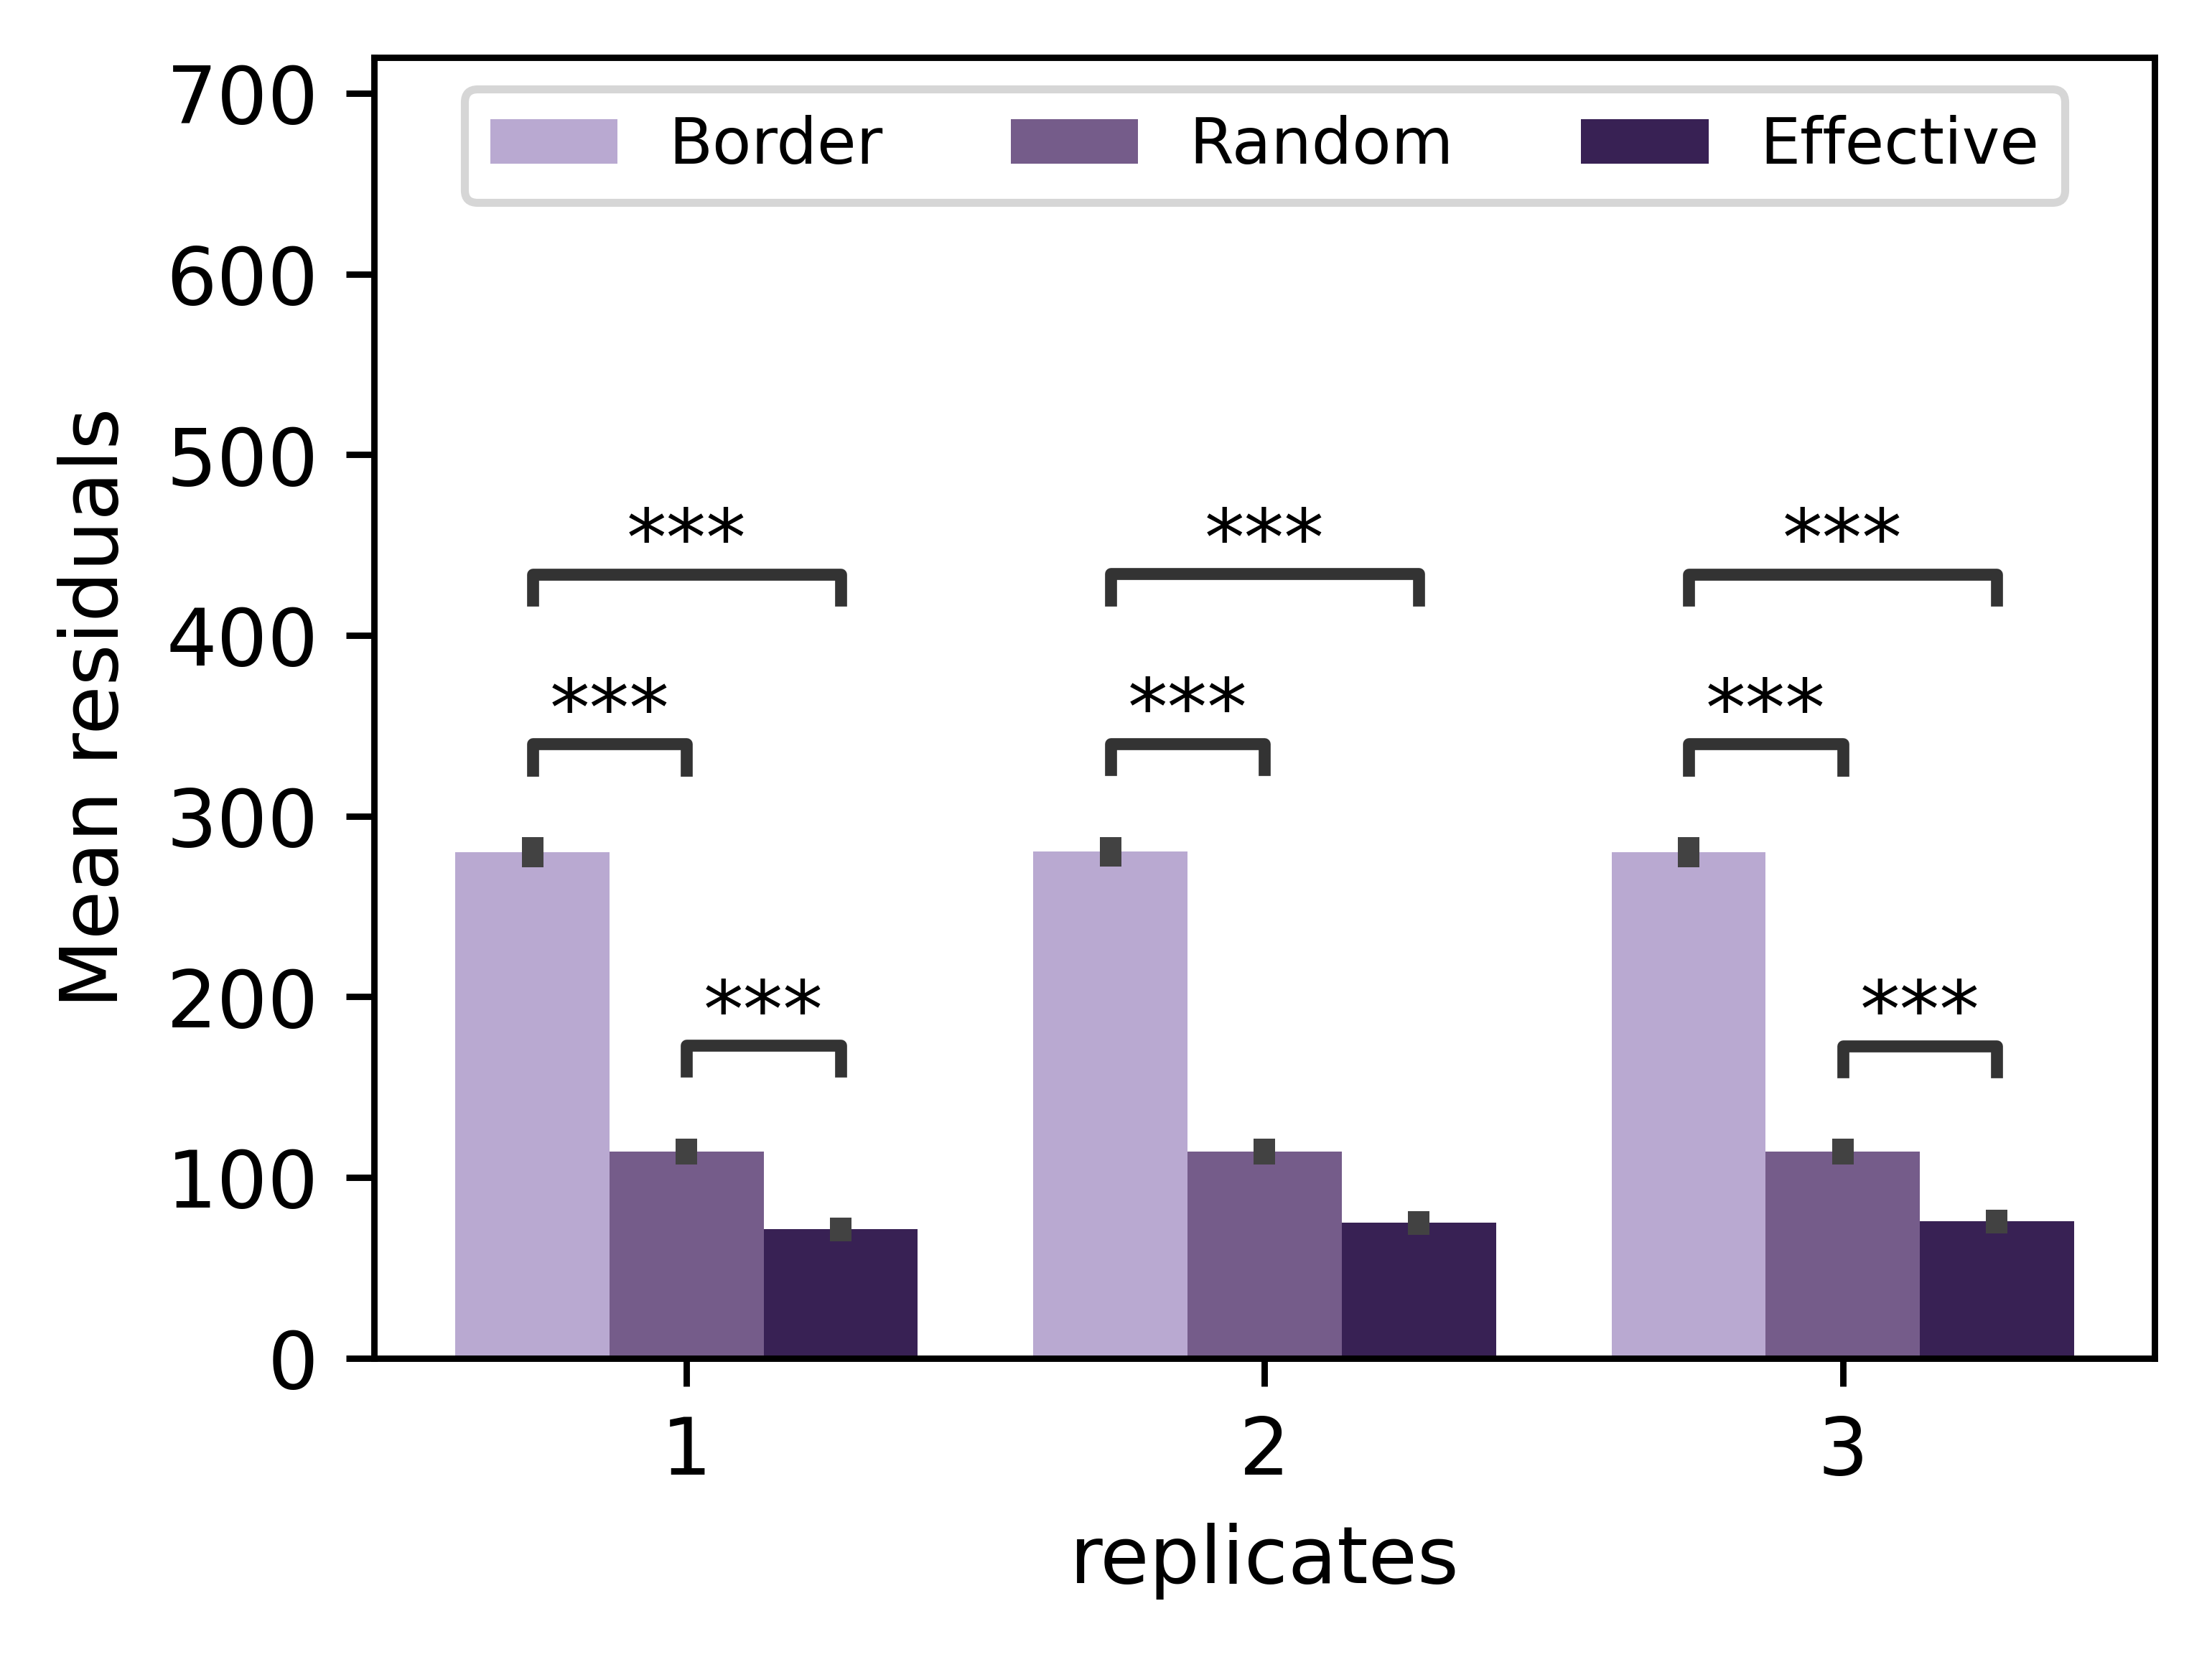 Border Random Effective
Mean residuals
700
600
500
400
300
200
100
0
*** *** ***
*** *** ***
*** ***
1 2 3
replicates